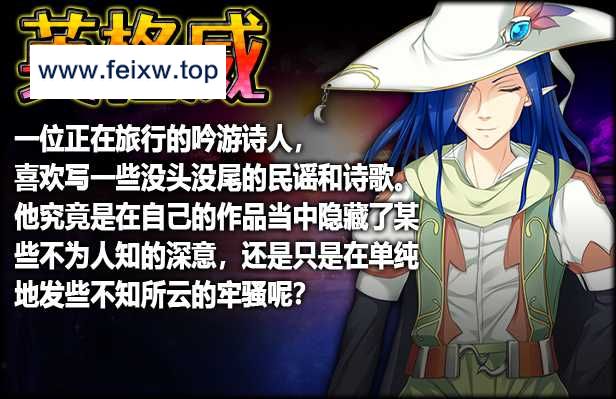 英格威
www.feixw.top
一位正在旅行的吟游诗人，
喜欢写一些没头没尾的民谣和诗歌。
他究竟是在自己的作品当中隐藏了某
些不为人知的深意，还是只是在单纯
地发些不知所云的牢骚呢？